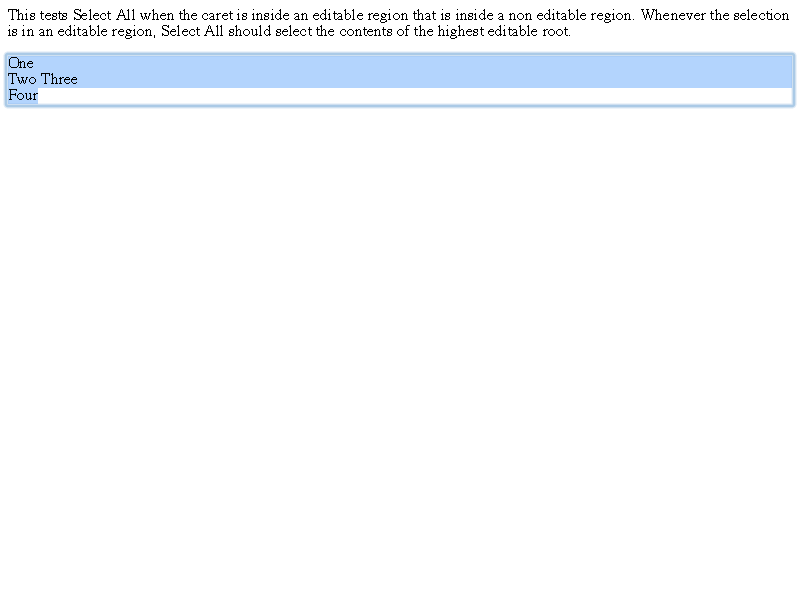 This tests Select All when the caret is inside an editable region that is inside a non editable region. Whenever the selection
is in an editable region, Select All should select the contents of the highest editable root.
One
Two Three
Four